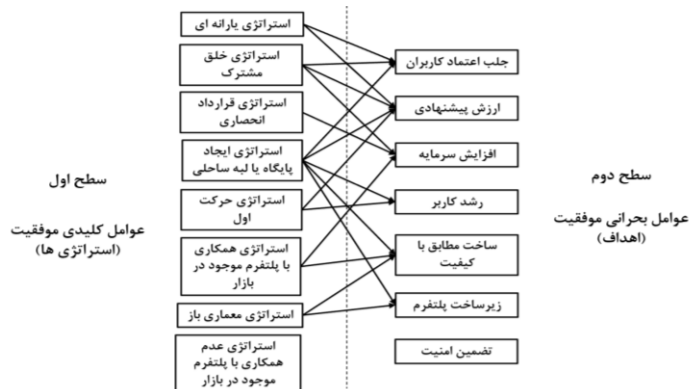 سطح اول
عوامل کلیدی موفقیت
(استراتژی ها)
استراتژی یارانه ای
استراتژی خلق
مشترک
استراتژی قرارداد
انحصاری
استراتژی ایجاد
پایگاه یا لبه ساحلی
استراتژی حرکت
اول
استراتژی همکاری
با پلتفرم موجود در
بازار
استراتژی معماری باز
استراتژی عدم
همکاری با پلتفرم
موجود در بازار
جلب اعتماد کاربران
ارزش پیشنهادی
افزایش سرمایه
رشد کاربر
ساخت مطابق با
کیفیت
زیرساخت پلتفرم
تضمین امنیت
سطح دوم
عوامل بحرانی موفقیت
(اهداف)